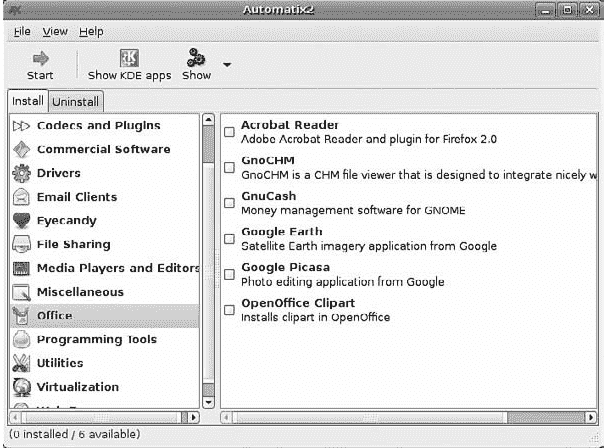 Automatix2
File View Help
Start Show KDE apps Show
Install Uninstall
Codecs and Plugins
Commercial Software
Drivers
Email Clients
Eyecandy
File Sharing
Media Players and Editors
Miscellaneous
Office
Programming Tools
Utilities
Virtualization
Acrobat Reader
Adobe Acrobat Reader and plugin for Firefox 2.0
GnoCHM
GnoCHM is a CHM file viewer that is designed to integrate nicely w
GnuCash
Money management software for GNOME
Google Earth
Satellite Earth imagery application from Google
Google Picasa
Photo editing application from Google
OpenOffice Clipart
Installs clipart in OpenOffice
(0 installed / 6 available)